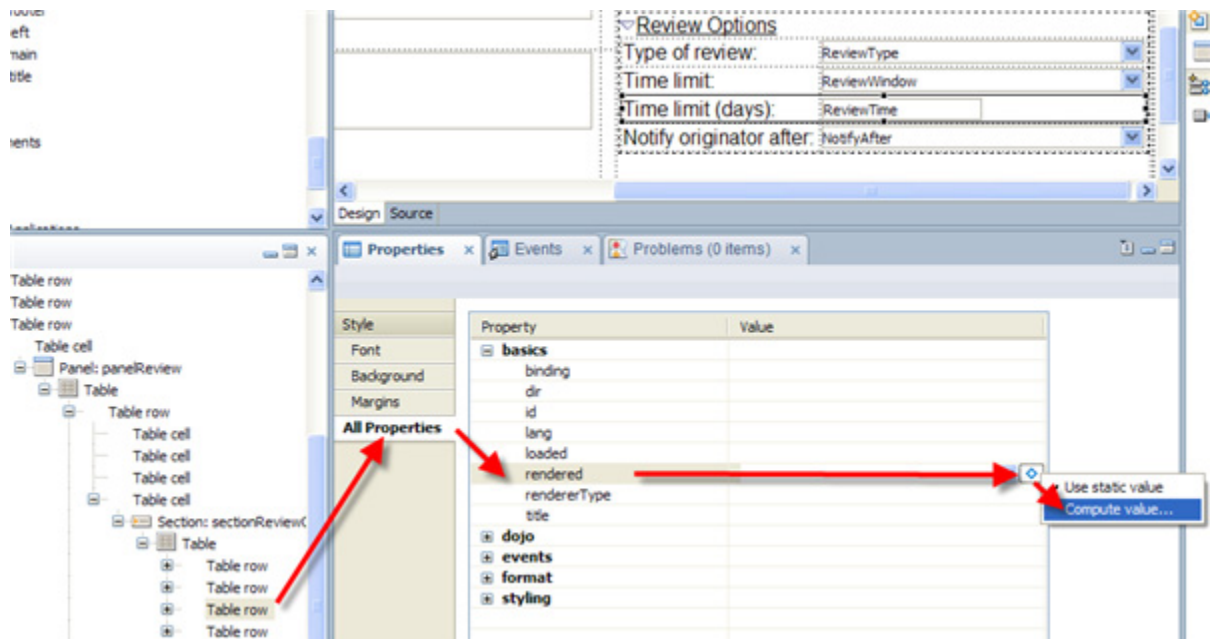 eft
main
title
ments
Review Options
Type of review: ReviewType
Time limit: ReviewWindow
Time limit (days): ReviewTime
Notify originator after: NotifyAfter
Design Source
Table row
Table row
Table row
Table cell
Panel: panelReview
Table
Table row
Table cell
Table cell
Table cell
Table cell
Section: sectionReviewO
Table
Table row
Table row
Table row
Table row
Properties Events Problems (0 items)
Style
Font
Background
Margins
All Properties
Property Value
basics
binding
dir
id
lang
loaded
rendered
rendererType
title
dojo
events
format
styling
Use static value
Compute value...